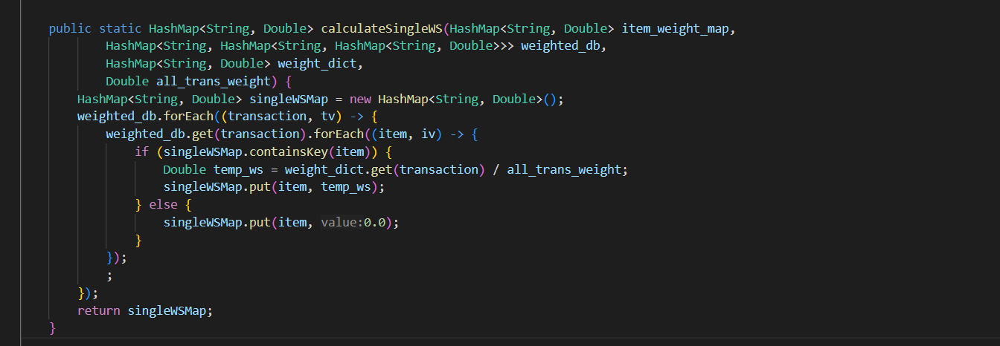 public static HashMap<String, Double> calculateSingleWS(HashMap<String, Double> item_weight_map,
HashMap<String, HashMap<String, HashMap<String, Double>>> weighted_db,
HashMap<String, Double> weight_dict,
Double all_trans_weight) {
HashMap<String, Double> singleWSMap = new HashMap<String, Double>();
weighted_db.forEach((transaction, tv) -> {
weighted_db.get(transaction).forEach((item, iv) -> {
if (singleWSMap.containsKey(item)) {
Double temp_ws = weight_dict.get(transaction) / all_trans_weight;
singleWSMap.put(item, temp_ws);
} else {
singleWSMap.put(item, value:0.0);
}
});
;
});
return singleWSMap;
}